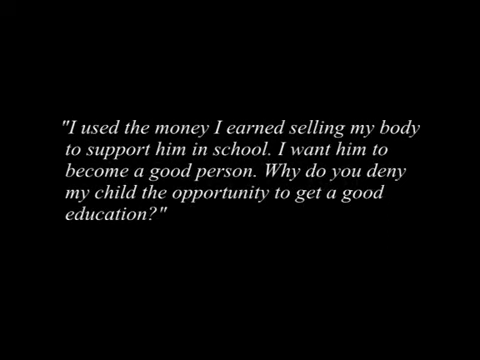 "I used the money I earned selling my body
to support him in school. I want him to
become a good person. Why do you deny
my child the opportunity to get a good
education?"